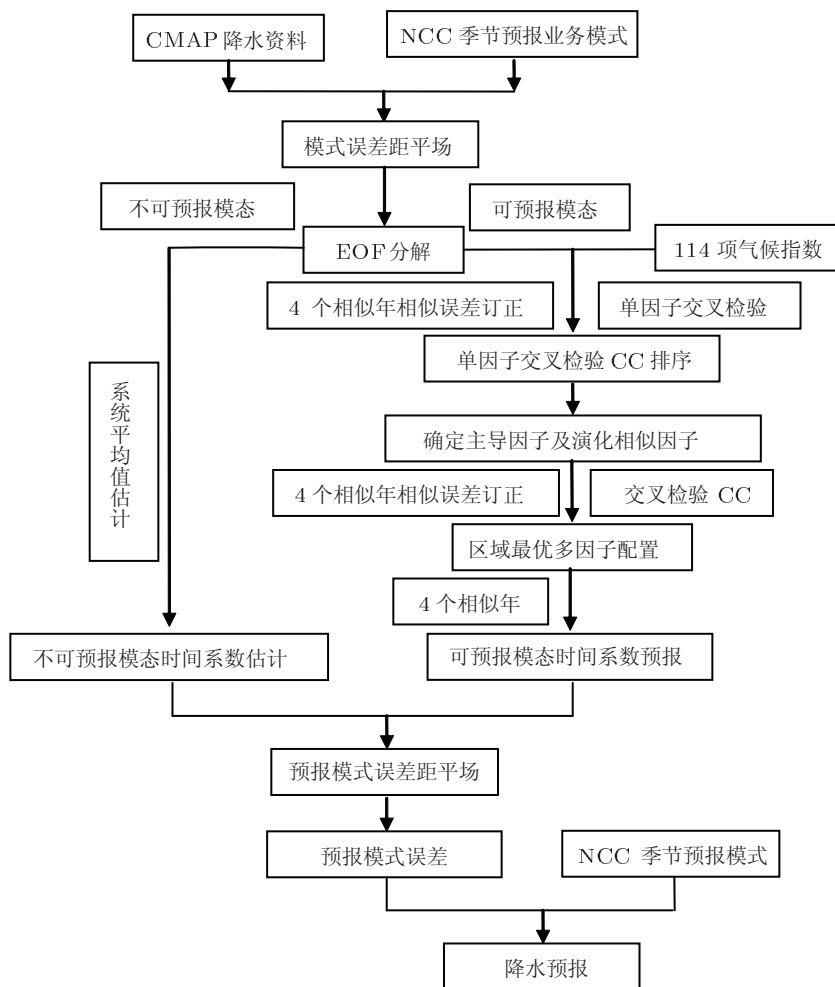 CMAP 降水资料
NCC 季节预报业务模式
模式误差距平场
不可预报模态
可预报模态
EOF分解
114 项气候指数
4 个相似年相似误差订正
单因子交叉检验
单因子交叉检验 CC 排序
系统平均值估计
确定主导因子及演化相似因子
4 个相似年相似误差订正
交叉检验 CC
区域最优多因子配置
4 个相似年
不可预报模态时间系数估计
可预报模态时间系数预报
预报模式误差距平场
预报模式误差
NCC 季节预报模式
降水预报